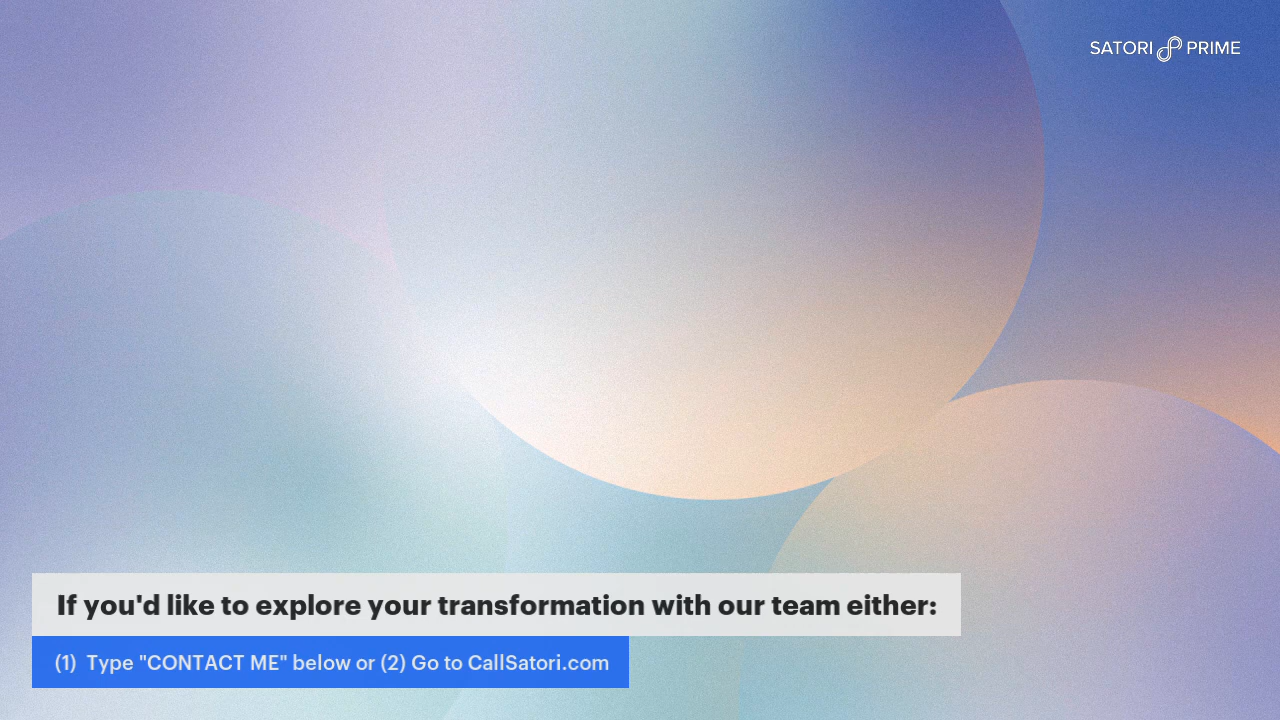 SATORI PRIME
If you'd like to explore your transformation with our team either:
(1) Type "CONTACT ME" below or (2) Go to CallSatori.com